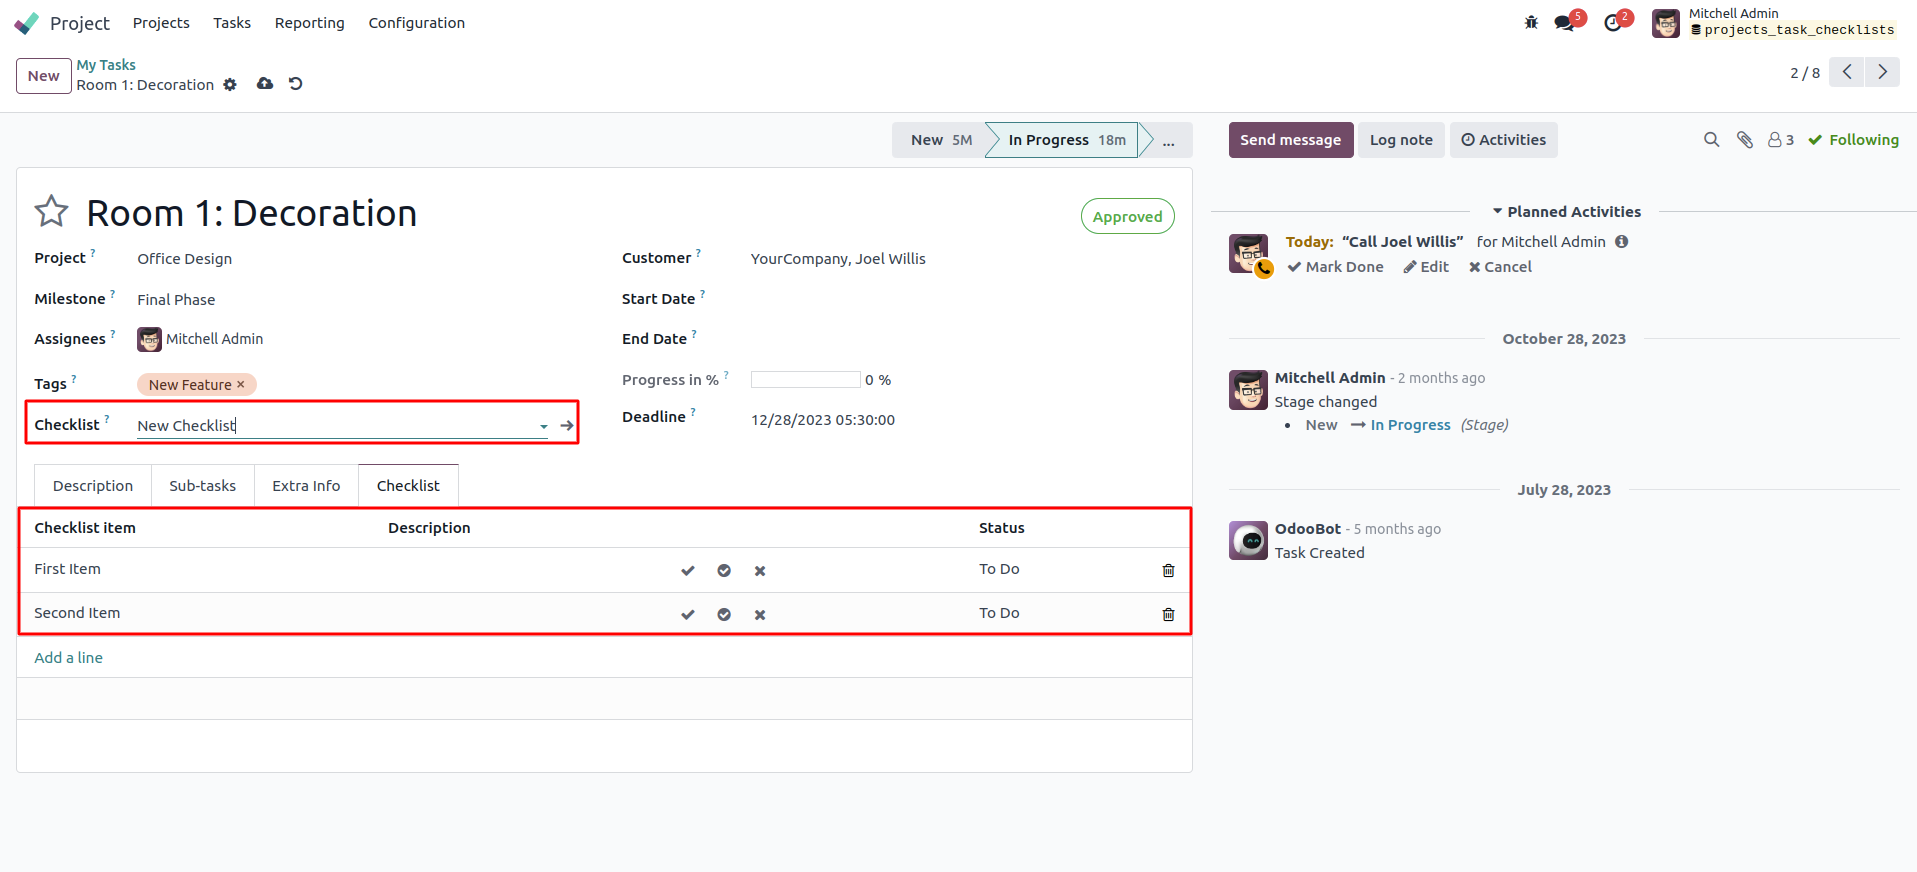 Project Projects Tasks Reporting Configuration 5 2 Mitchell Admin
projects_task_checklists
New My Tasks
Room 1: Decoration 2 / 8
New 5M In Progress 18m ...
Send message Log note Activities 3 Following
Room 1: Decoration Approved
Project ? Office Design
Customer ? YourCompany, Joel Willis
Milestone ? Final Phase
Start Date ?
Assignees ? Mitchell Admin
End Date ?
Tags ? New Feature ×
Progress in % ? 0 %
Checklist ? New Checklist
Deadline ? 12/28/2023 05:30:00
Description Sub-tasks Extra Info Checklist
Checklist item Description Status
First Item To Do
Second Item To Do
Add a line
Planned Activities
Today: “Call Joel Willis” for Mitchell Admin
Mark Done Edit Cancel
October 28, 2023
Mitchell Admin - 2 months ago
Stage changed
• New → In Progress (Stage)
July 28, 2023
OdooBot - 5 months ago
Task Created